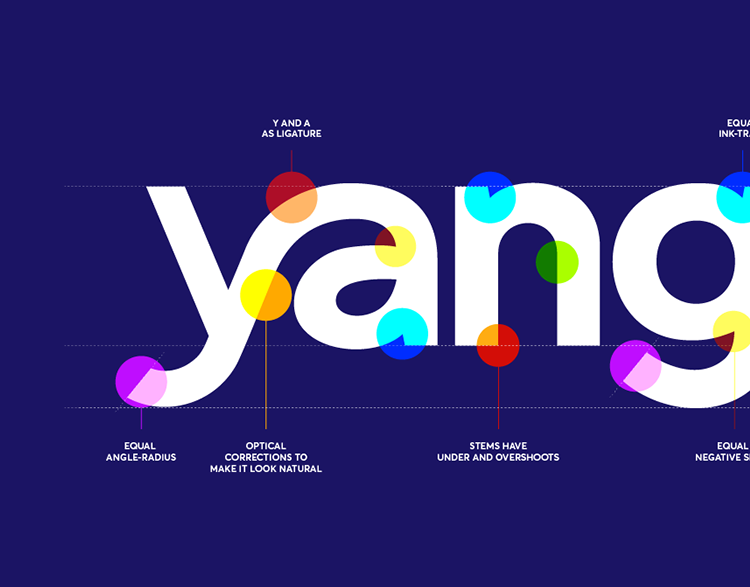 Y AND A
AS LIGATURE
yang
EQUAL
ANGLE-RADIUS
OPTICAL
CORRECTIONS TO
MAKE IT LOOK NATURAL
STEMS HAVE
UNDER AND OVERSHOOTS
EQUAL
NEGATIVE